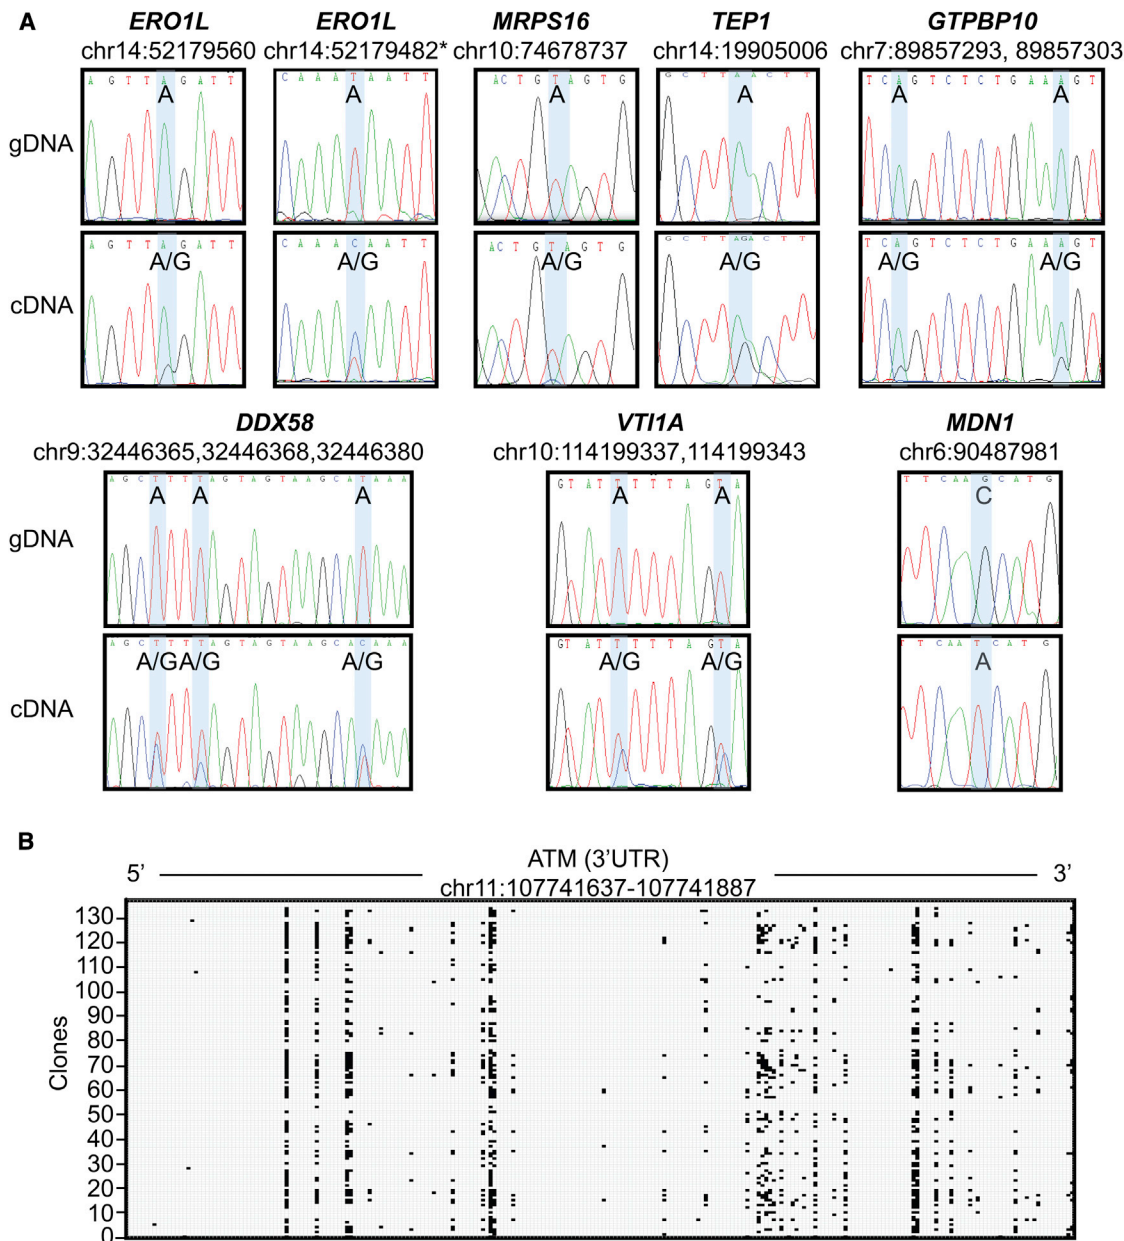 A
ERO1L ERO1L MRPS16 TEP1 GTPBP10
chr14:52179560 chr14:52179482* chr10:74678737 chr14:19905006 chr7:89857293, 89857303
gDNA
A G T T A G A T T
A
C A A A T A A T T
A
A C T G T A G T G
A
G C T T A A C T T
A
T C A G T C T C T G A A A G T
A A
cDNA
A G T T A G A T T
A/G
C A A A C A A T T
A/G
A C T G T A G T G
A/G
G C T T A G A C T T
A/G
T C A G T C T C T G A A A G T
A/G A/G
DDX58 VTI1A MDN1
chr9:32446365,32446368,32446380 chr10:114199337,114199343 chr6:90487981
gDNA
A G C T T T T A G T A G T A A G C A T A A A
A A A
G T A T T T T T A G T A
A A
T T C A A G C A T G
C
cDNA
A G C T T T T A G T A G T A A G C A C A A A
A/G A/G A/G
G T A T T T T T A G T A
A/G A/G
T T C A A T C A T G
A
B
5’ ATM (3’UTR) 3’
chr11:107741637-107741887
Clones
130
120
110
100
90
80
70
60
50
40
30
20
10
0